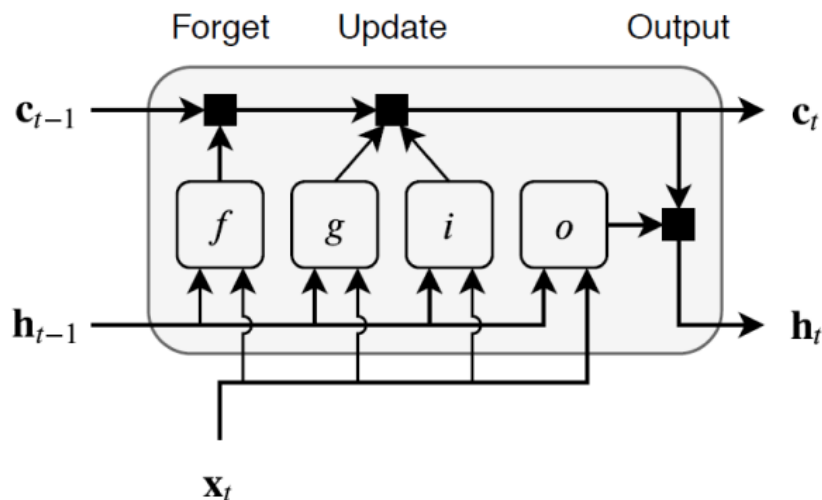 Forget Update Output
c_{t−1} c_t
f g i o
h_{t−1} h_t
x_t